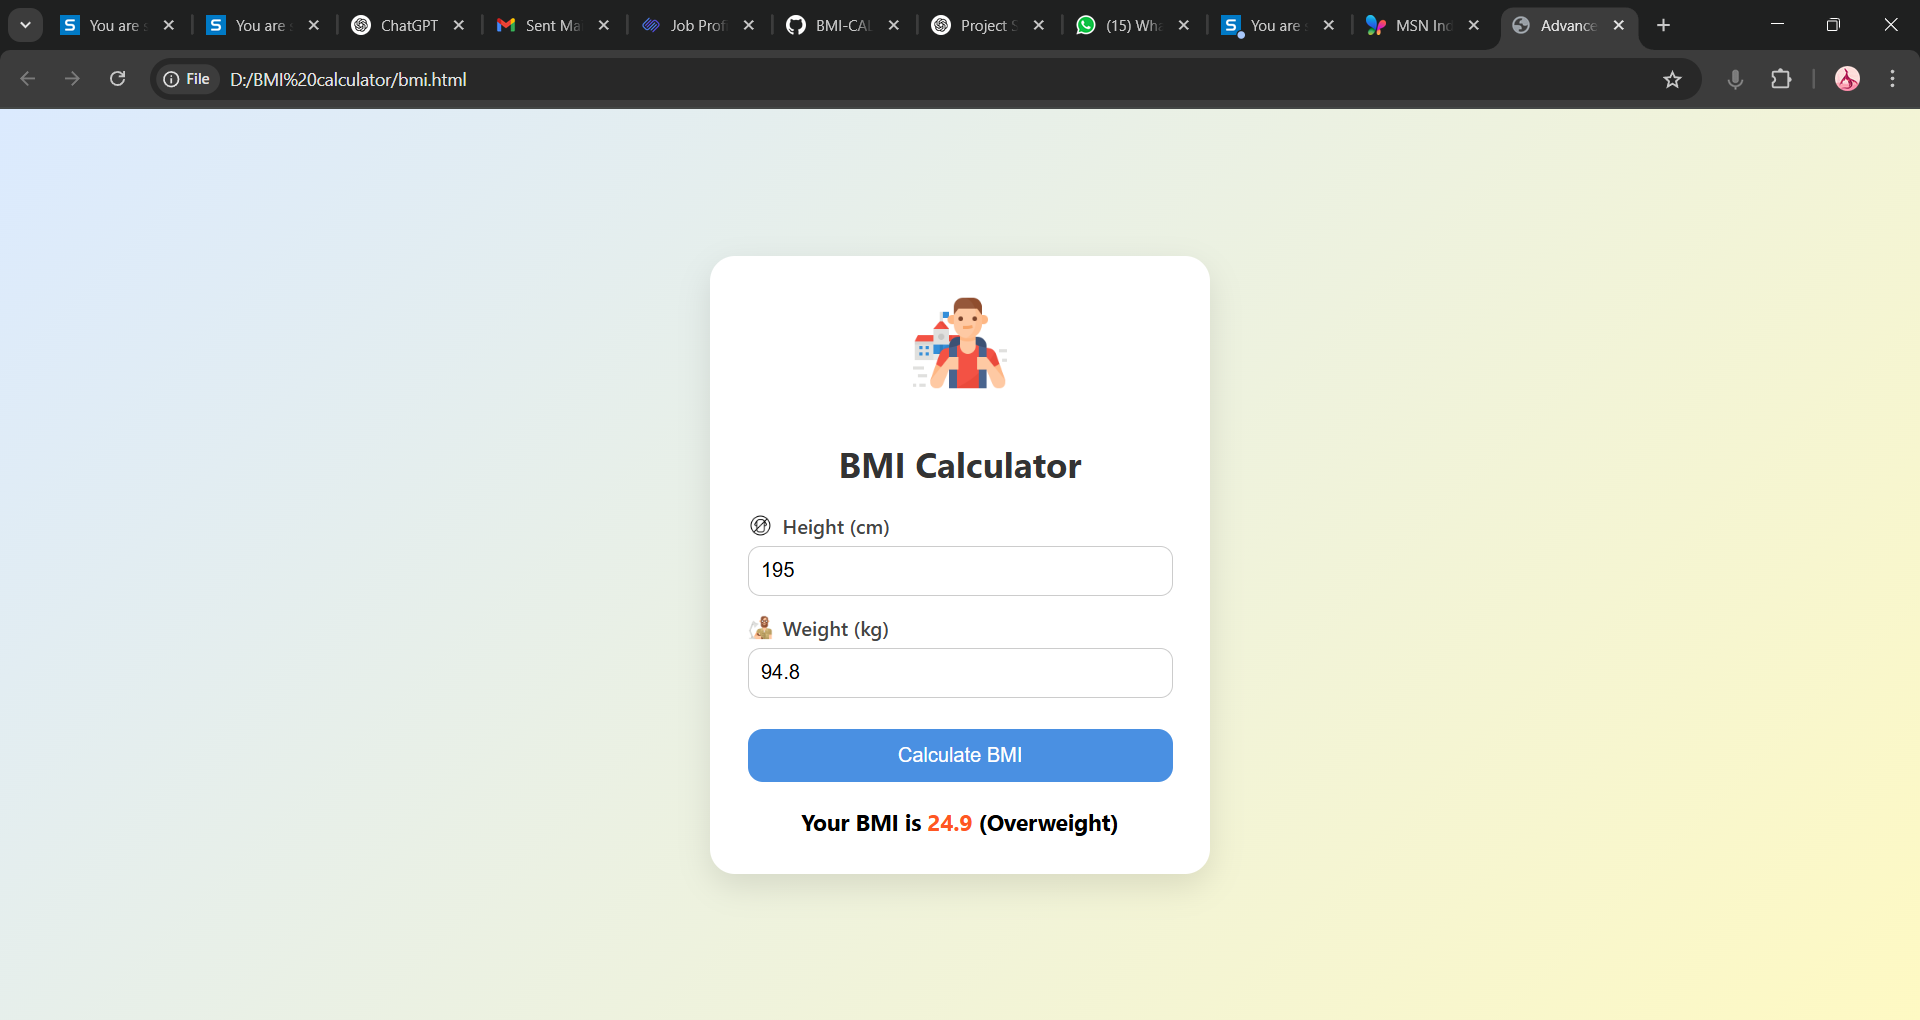 You are
You are
ChatGPT
Sent Ma
Job Prof
BMI-CAL
Project S
(15) Wha
You are
MSN Ind
Advance
File
D:/BMI%20calculator/bmi.html
BMI Calculator
Height (cm)
195
Weight (kg)
94.8
Calculate BMI
Your BMI is 24.9 (Overweight)